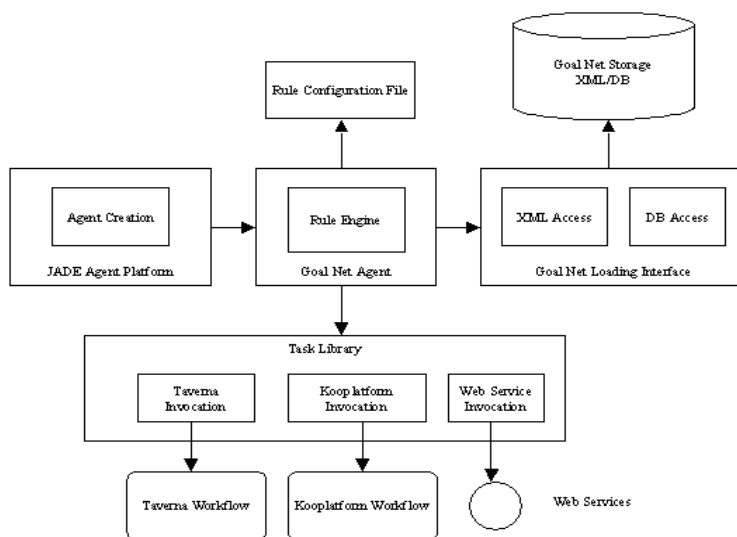 Goal Net Storage
XML/DB
Rule Configuration File
Agent Creation
JADE Agent Platform
Rule Engine
Goal Net Agent
XML Access
DB Access
Goal Net Loading Interface
Task Library
Taverna
Invocation
Kooplatform
Invocation
Web Service
Invocation
Taverna Workflow
Kooplatform Workflow
Web Services